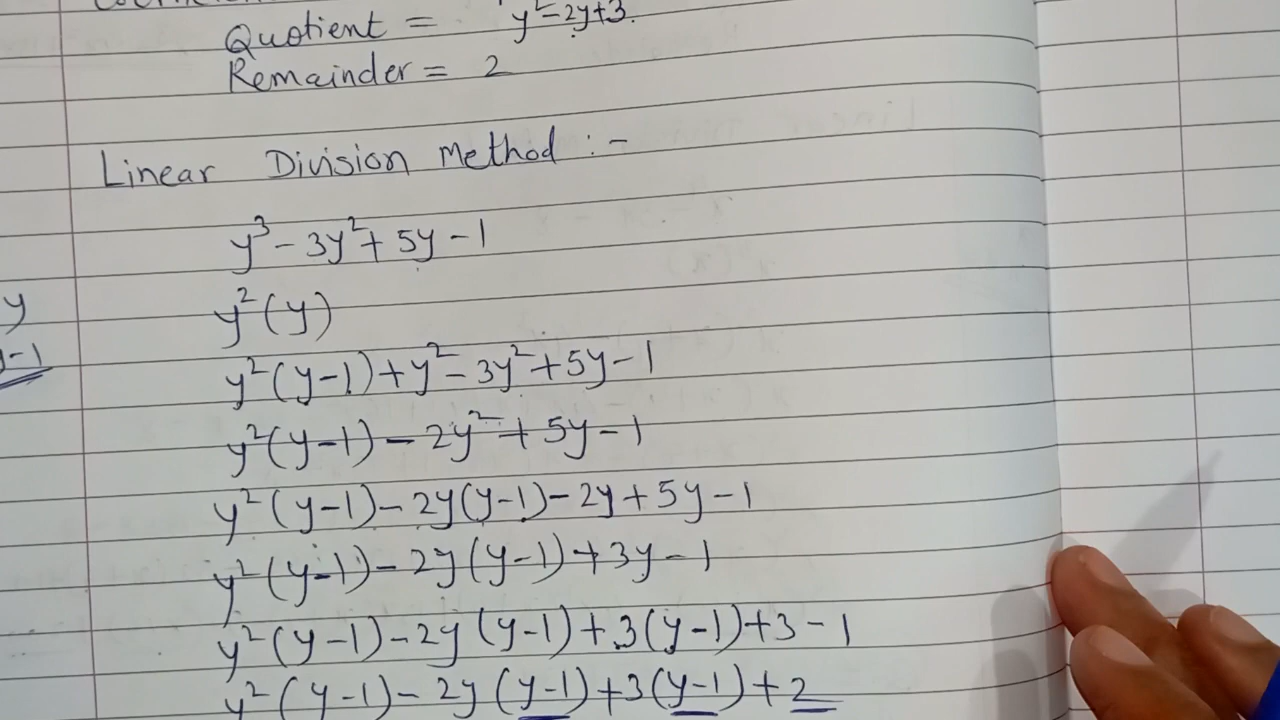 Quotient = y²-2y+3.
Remainder = 2
Linear Division Method :-
y³ - 3y² + 5y - 1
y²(y)
y
y²(y-1) + y² - 3y² + 5y - 1
y-1
y²(y-1) - 2y² + 5y - 1
y²(y-1) - 2y(y-1) - 2y + 5y - 1
y²(y-1) - 2y(y-1) + 3y - 1
y²(y-1) - 2y(y-1) + 3(y-1) + 3 - 1
y²(y-1) - 2y(y-1) + 3(y-1) + 2